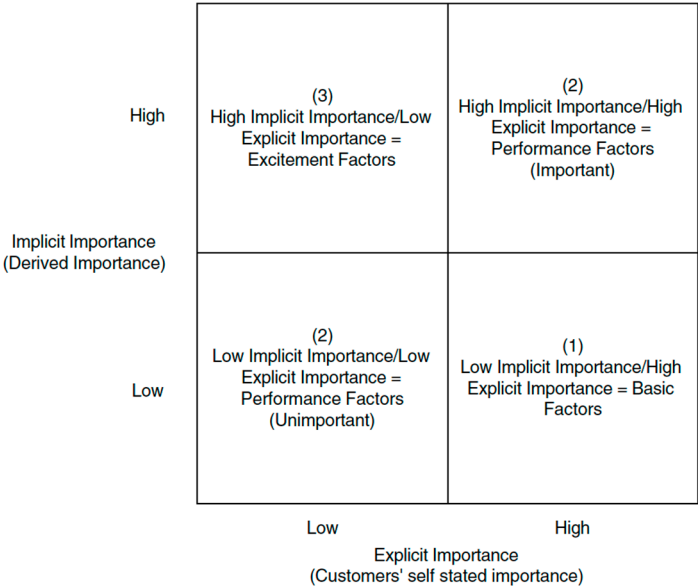 High
(3)
High Implicit Importance/Low
Explicit Importance =
Excitement Factors
(2)
High Implicit Importance/High
Explicit Importance =
Performance Factors
(Important)
Implicit Importance
(Derived Importance)
Low
(2)
Low Implicit Importance/Low
Explicit Importance =
Performance Factors
(Unimportant)
(1)
Low Implicit Importance/High
Explicit Importance = Basic
Factors
Low
High
Explicit Importance
(Customers' self stated importance)